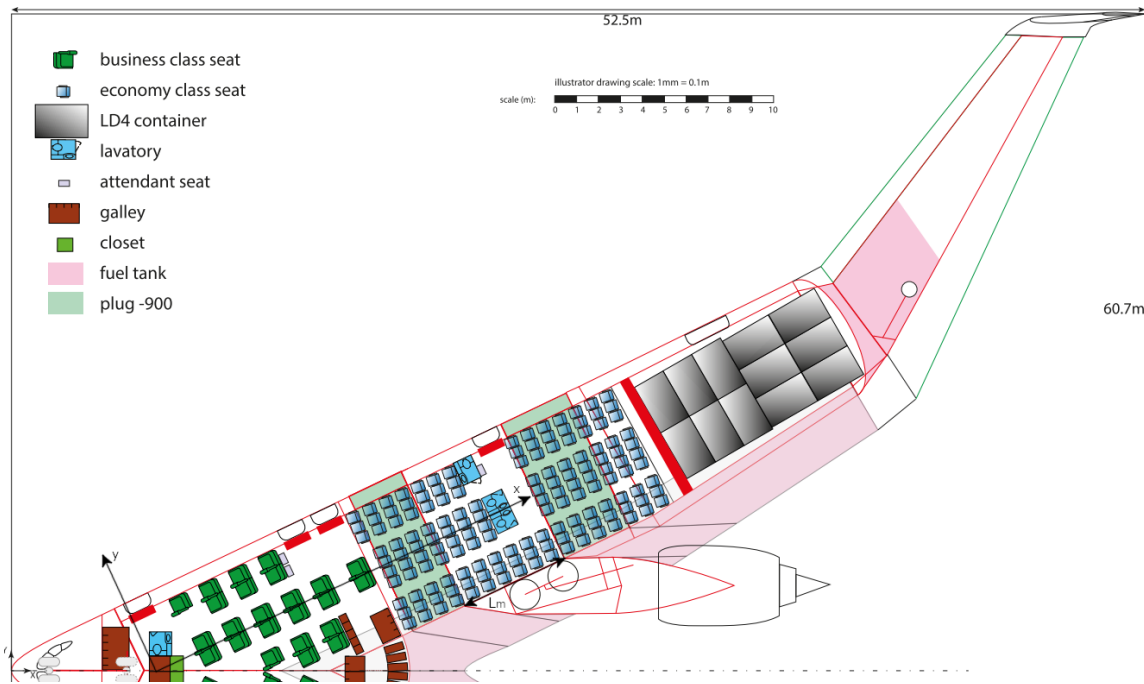 52.5m
business class seat
economy class seat
LD4 container
lavatory
attendant seat
galley
closet
fuel tank
plug -900
illustrator drawing scale: 1mm = 0.1m
scale (m):
0 1 2 3 4 5 6 7 8 9 10
60.7m
x
y
Lm
x